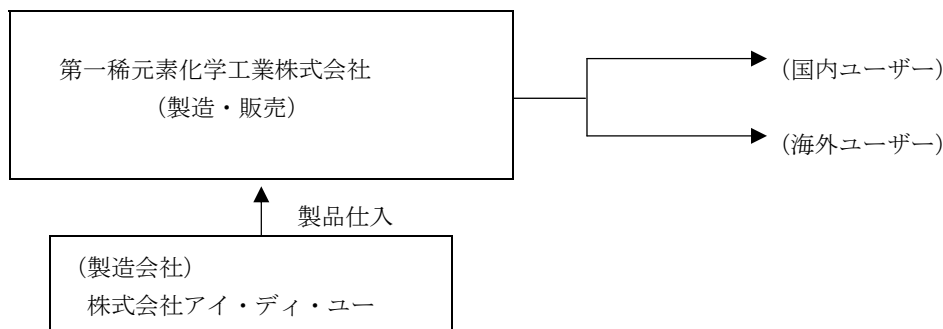 第一稀元素化学工業株式会社
(製造・販売)
(国内ユーザー)
(海外ユーザー)
製品仕入
(製造会社)
株式会社アイ・ディ・ユー